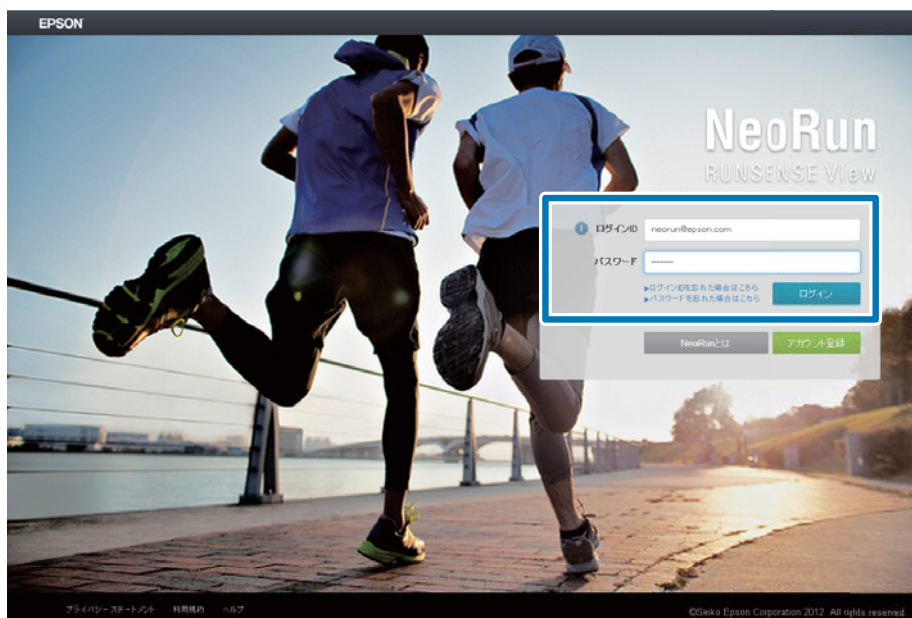 EPSON
NeoRun
RUNSENSE View
ログインID
neorun@epson.com
パスワード
-------
▶ログインIDを忘れた場合はこちら
▶パスワードを忘れた場合はこちら
ログイン
NeoRunとは
アカウント登録
プライバシーステートメント 利用規約 ヘルプ
©Seiko Epson Corporation 2012. All rights reserved.